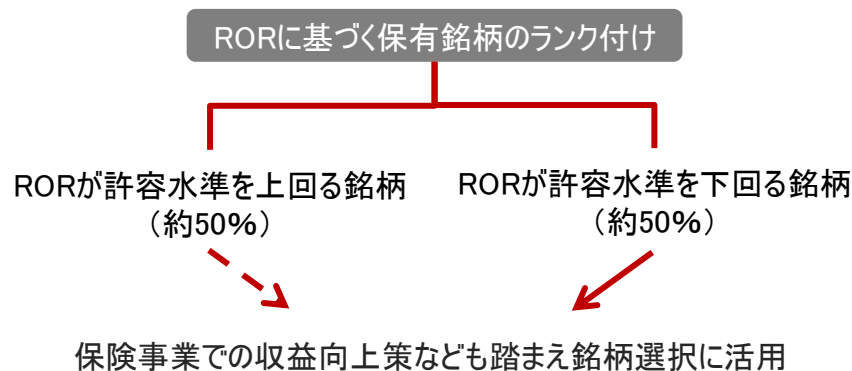 RORに基づく保有銘柄のランク付け
RORが許容水準を上回る銘柄
（約50%）
RORが許容水準を下回る銘柄
（約50%）
保険事業での収益向上策なども踏まえ銘柄選択に活用